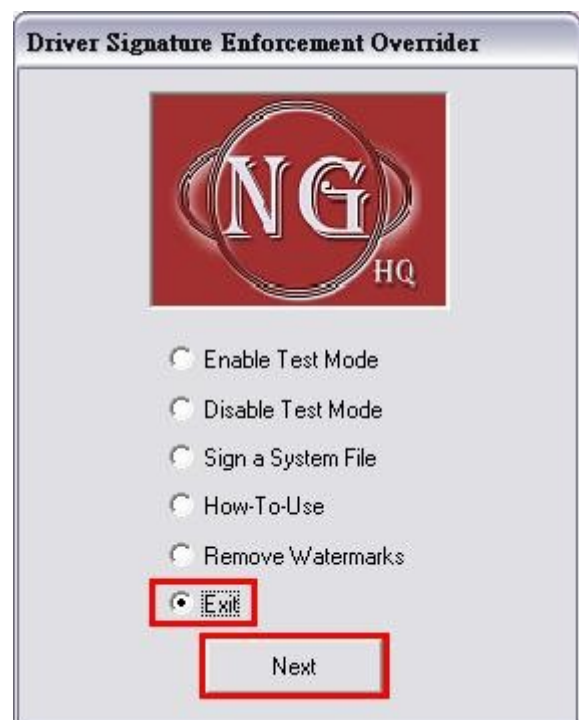 Driver Signature Enforcement Overrider
NG
HQ
Enable Test Mode
Disable Test Mode
Sign a System File
How-To-Use
Remove Watermarks
Exit
Next